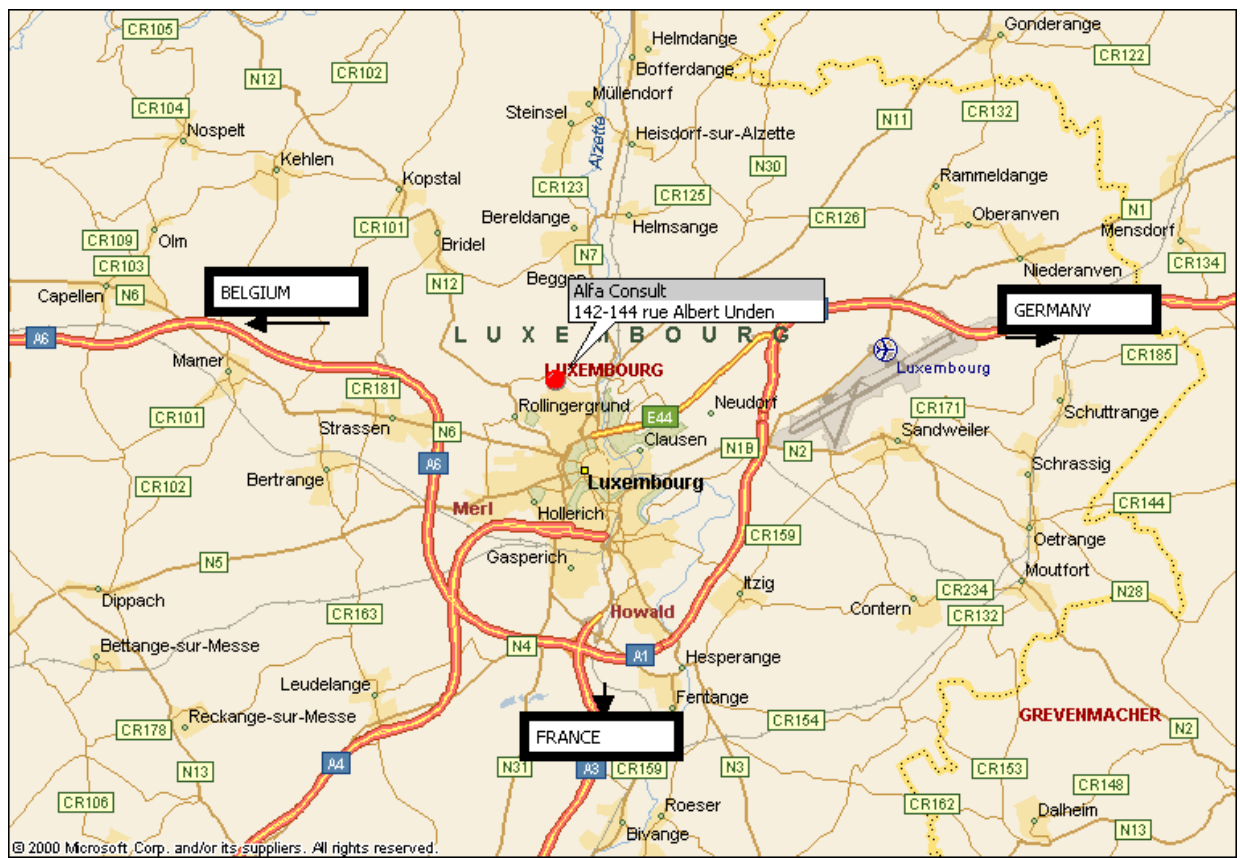 CR105
Gonderange
Helmdange
CR122
N12
CR102
Bofferdange
CR104
Müllendorf
Steinsel
N11
CR132
Nospelt
Alzette
Heisdorf-sur-Alzette
Kehlen
N30
Kopstal
CR123
CR125
Rammeldange
CR101
Bereldange
Helmsange
CR126
Oberanven
N1
CR109
Olm
Bridel
Mensdorf
CR103
N7
CR134
Capellen
N6
BELGIUM
N12
Beggen
Niederanven
Alfa Consult
142-144 rue Albert Unden
GERMANY
A6
LUXEMBOURG
Mamer
LUXEMBOURG
Luxembourg
CR185
CR181
Rollingergrund
Neudorf
CR101
E44
CR171
Schuttrange
Strassen
N6
Clausen
N1B
N2
Sandweiler
A6
Bertrange
Luxembourg
Schrassig
CR102
Merl
Hollerich
CR144
CR159
Oetrange
N5
Gasperich
Moutfort
Itzig
CR234
N28
Dippach
CR163
Howald
Contern
CR132
Bettange-sur-Messe
N4
A1
Hesperange
Leudelange
Fentange
Reckange-sur-Messe
CR154
GREVENMACHER
CR178
FRANCE
N2
N13
A4
N31
A3
CR159
N3
CR153
CR148
CR106
Roeser
CR162
Dalheim
Bivange
N13
© 2000 Microsoft Corp. and/or its suppliers. All rights reserved.